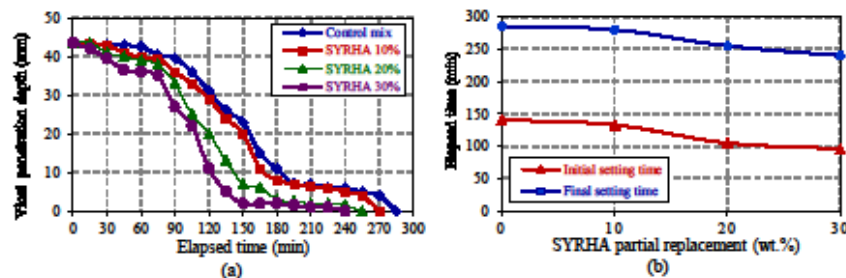 Vicat penetration depth (mm)
50
40
30
20
10
0
Control mix
SYRHA 10%
SYRHA 20%
SYRHA 30%
0 30 60 90 120 150 180 210 240 270
Elapsed time (min)
(a)
Elapsed time (min)
300
250
200
150
100
50
0
Initial setting time
Final setting time
0 10 20 30
SYRHA partial replacement (wt.%)
(b)